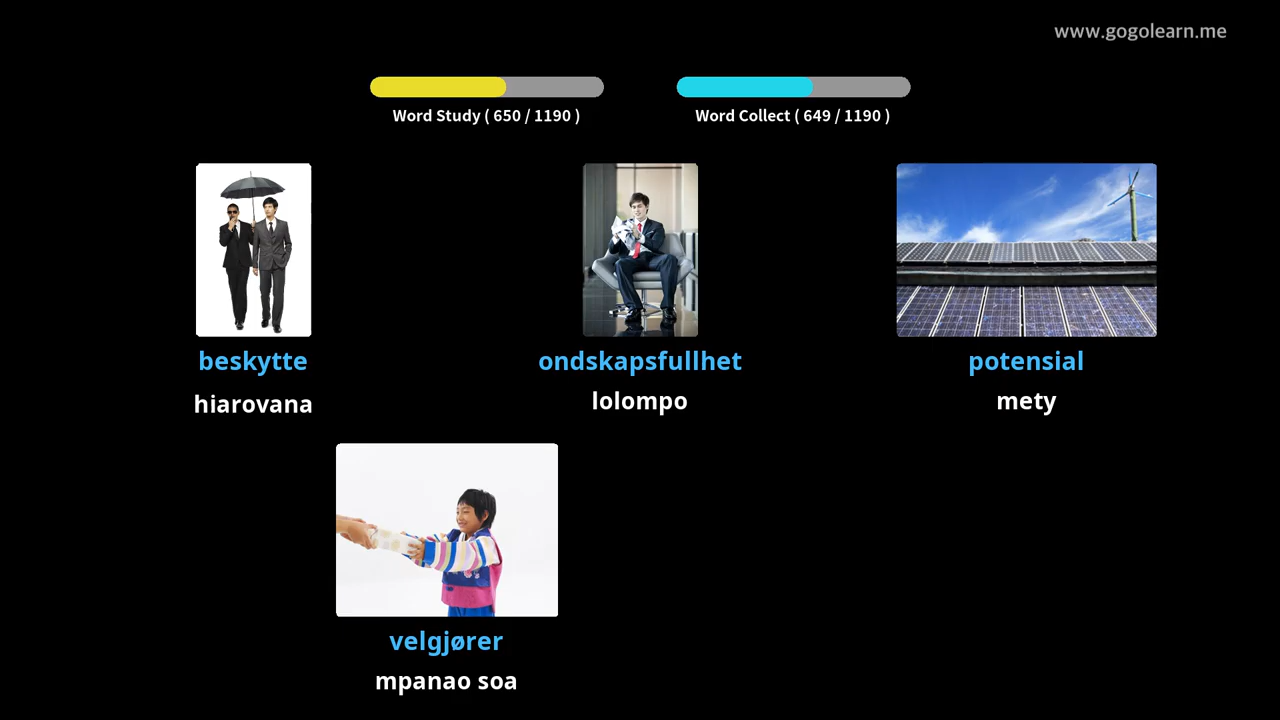 www.gogolearn.me
Word Study ( 650 / 1190 )
Word Collect ( 649 / 1190 )
beskytte
hiarovana
ondskapsfullhet
lolompo
potensial
mety
velgjører
mpanao soa